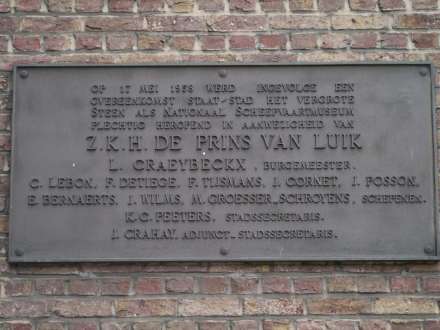 OP 17 MEI 1958 WERD INGEVOLGE EEN
OVEREENKOMST STAAT-STAD HET VERGROTE
STEEN ALS NATIONAAL SCHEEPVAARTMUSEUM
PLECHTIG HEROPEND IN AANWEZIGHEID VAN
Z.K.H. DE PRINS VAN LUIK
L. CRAEYBECKX, BURGEMEESTER.
G. LEBON, F. DETIEGE, F. TIJSMANS, J. CORNET, J. POSSON,
E. BERNAERTS, J. WILMS, M. GROESSER-SCHROYENS, SCHEPENEN.
K.C. PEETERS, STADSSECRETARIS.
J. CRAHAY, ADJUNCT-STADSSECRETARIS.